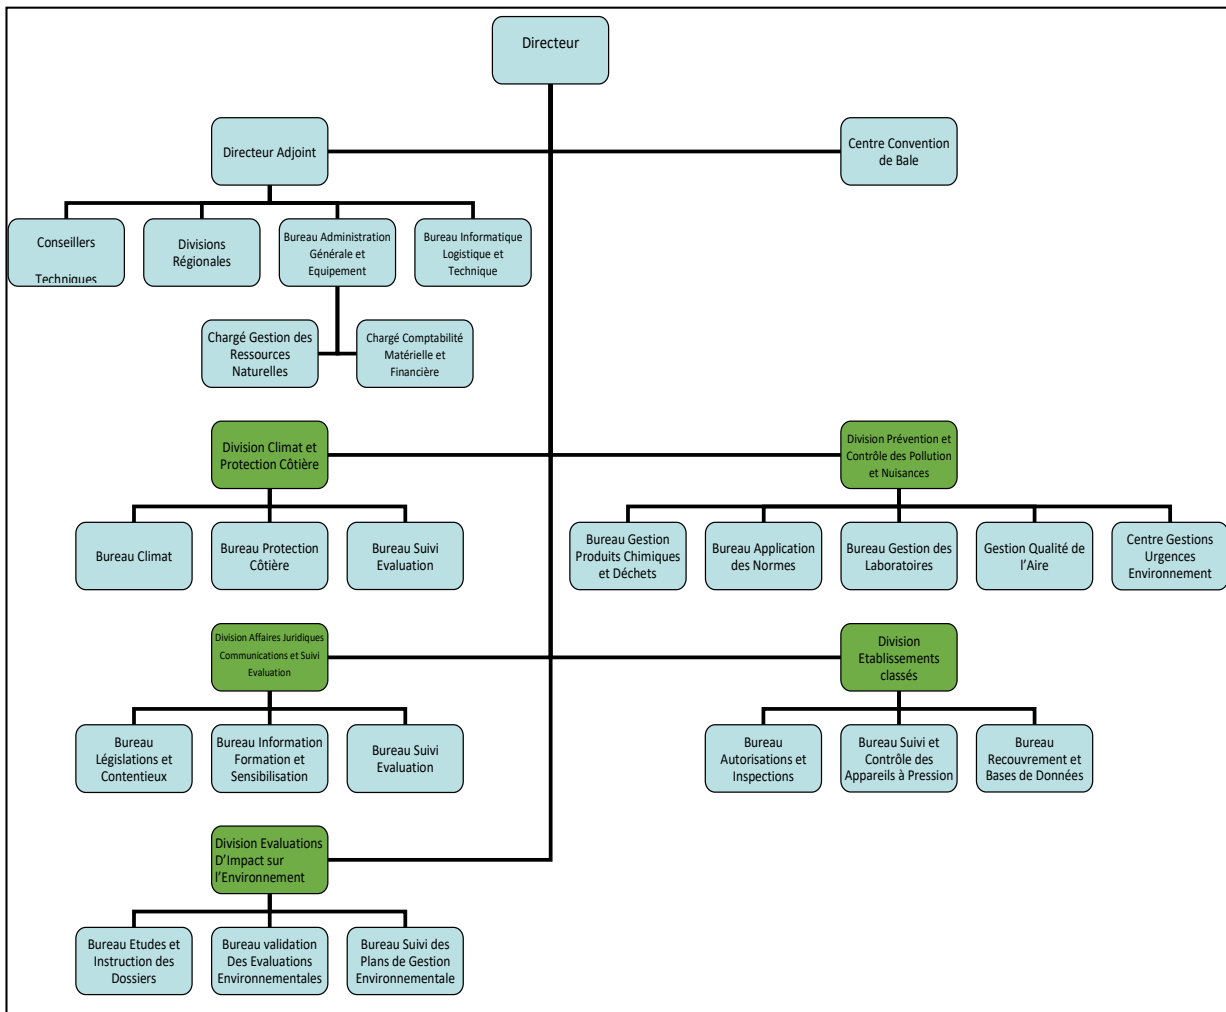 Directeur
Directeur Adjoint
Centre Convention
de Bale
Conseillers
Techniques
Divisions
Régionales
Bureau Administration
Générale et
Equipement
Bureau Informatique
Logistique et
Technique
Chargé Gestion des
Ressources
Naturelles
Chargé Comptabilité
Matérielle et
Financière
Division Climat et
Protection Côtière
Division Prévention et
Contrôle des Pollution
et Nuisances
Bureau Climat
Bureau Protection
Côtière
Bureau Suivi
Evaluation
Bureau Gestion
Produits Chimiques
et Déchets
Bureau Application
des Normes
Bureau Gestion des
Laboratoires
Gestion Qualité de
l’Aire
Centre Gestions
Urgences
Environnement
Division Affaires Juridiques
Communications et Suivi
Evaluation
Division
Etablissements
classés
Bureau
Législations et
Contentieux
Bureau Information
Formation et
Sensibilisation
Bureau Suivi
Evaluation
Bureau
Autorisations et
Inspections
Bureau Suivi et
Contrôle des
Appareils à Pression
Bureau
Recouvrement et
Bases de Données
Division Evaluations
D’Impact sur
l’Environnement
Bureau Etudes et
Instruction des
Dossiers
Bureau validation
Des Evaluations
Environnementales
Bureau Suivi des
Plans de Gestion
Environnementale